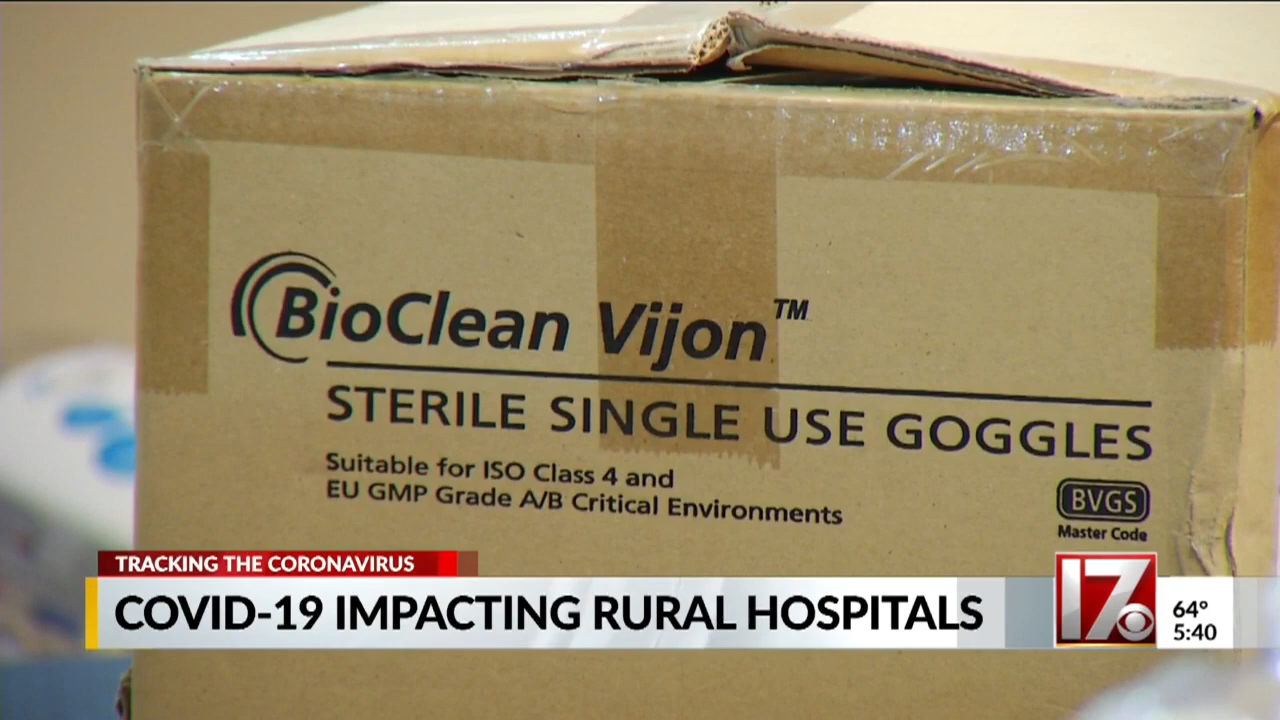 BioClean Vijon™
STERILE SINGLE USE GOGGLES
Suitable for ISO Class 4 and
EU GMP Grade A/B Critical Environments
BVGS
Master Code
TRACKING THE CORONAVIRUS
COVID-19 IMPACTING RURAL HOSPITALS
17
64°
5:40